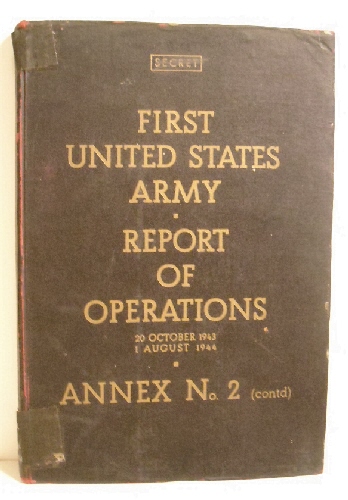 SECRET
FIRST
UNITED STATES
ARMY
·
REPORT
OF
OPERATIONS
20 OCTOBER 1943
1 AUGUST 1944
·
ANNEX No. 2 (contd)